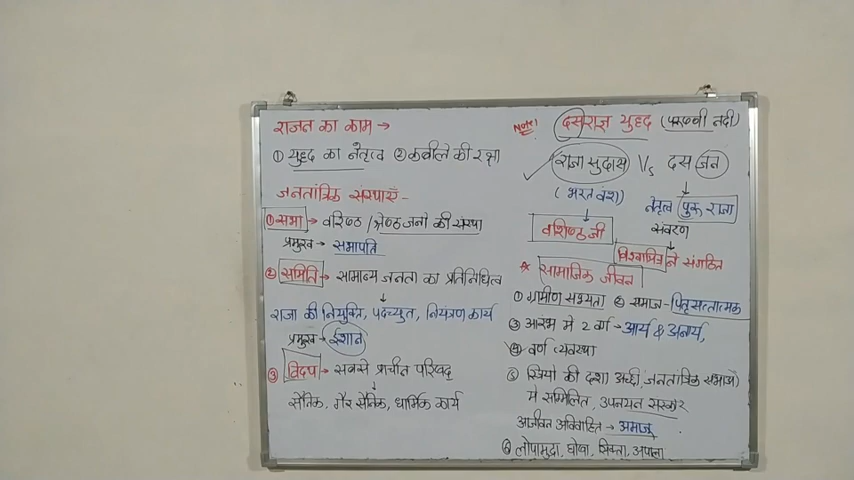 राजन का काम →
① युद्ध का नेतृत्व ② कबीले की रक्षा
जनतांत्रिक संस्थाएँ -
① सभा → वरिष्ठ / श्रेष्ठ जनों की संस्था
प्रमुख → सभापति
② समिति → सामान्य जनता का प्रतिनिधित्व
↓
राजा की नियुक्ति, पदच्युत, नियंत्रण कार्य
प्रमुख → ईशान
③ विदथ → सबसे प्राचीन परिषद्
↓
सैनिक, गैर सैनिक, धार्मिक कार्य
Note! दसराज्ञ युद्ध (परुष्णी नदी)
राजा सुदास V/s दस जन
(भरत वंश)
नेतृत्व पुरू राजा
संवरण
वशिष्ठ जी
विश्वामित्र ने संगठित
* सामाजिक जीवन
① ग्रामीण सभ्यता ② समाज - पितृसत्तात्मक
③ आरंभ में 2 वर्ग → आर्य & अनार्य,
④ वर्ण व्यवस्था
⑤ स्त्रियों की दशा अच्छी, जनतांत्रिक सभाओं
में सम्मिलित, उपनयन संस्कार
आजीवन अविवाहित → अमाजू
⑥ लोपामुद्रा, घोषा, सिक्ता, अपाला